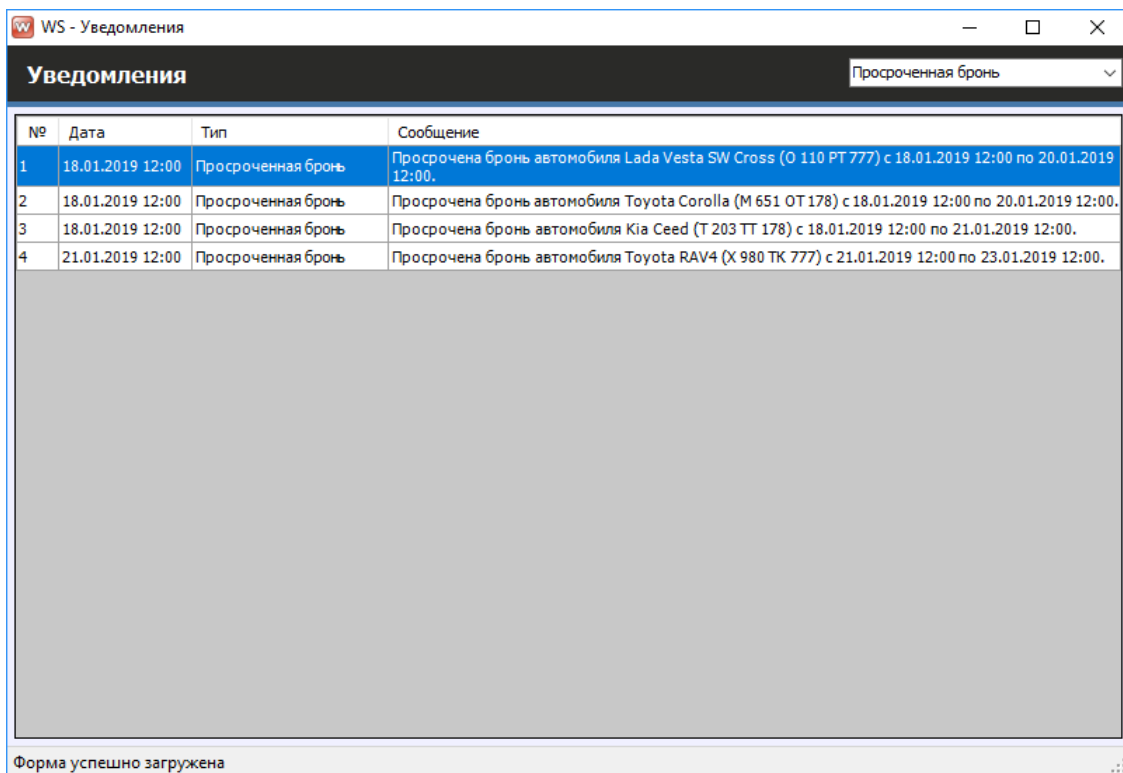 WS - Уведомления
Уведомления
Просроченная бронь
№ Дата Тип Сообщение
1 18.01.2019 12:00 Просроченная бронь Просрочена бронь автомобиля Lada Vesta SW Cross (О 110 РТ 777) с 18.01.2019 12:00 по 20.01.2019
12:00.
2 18.01.2019 12:00 Просроченная бронь Просрочена бронь автомобиля Toyota Corolla (М 651 ОТ 178) с 18.01.2019 12:00 по 20.01.2019 12:00.
3 18.01.2019 12:00 Просроченная бронь Просрочена бронь автомобиля Kia Ceed (Т 203 ТТ 178) с 18.01.2019 12:00 по 21.01.2019 12:00.
4 21.01.2019 12:00 Просроченная бронь Просрочена бронь автомобиля Toyota RAV4 (Х 980 ТК 777) с 21.01.2019 12:00 по 23.01.2019 12:00.
Форма успешно загружена